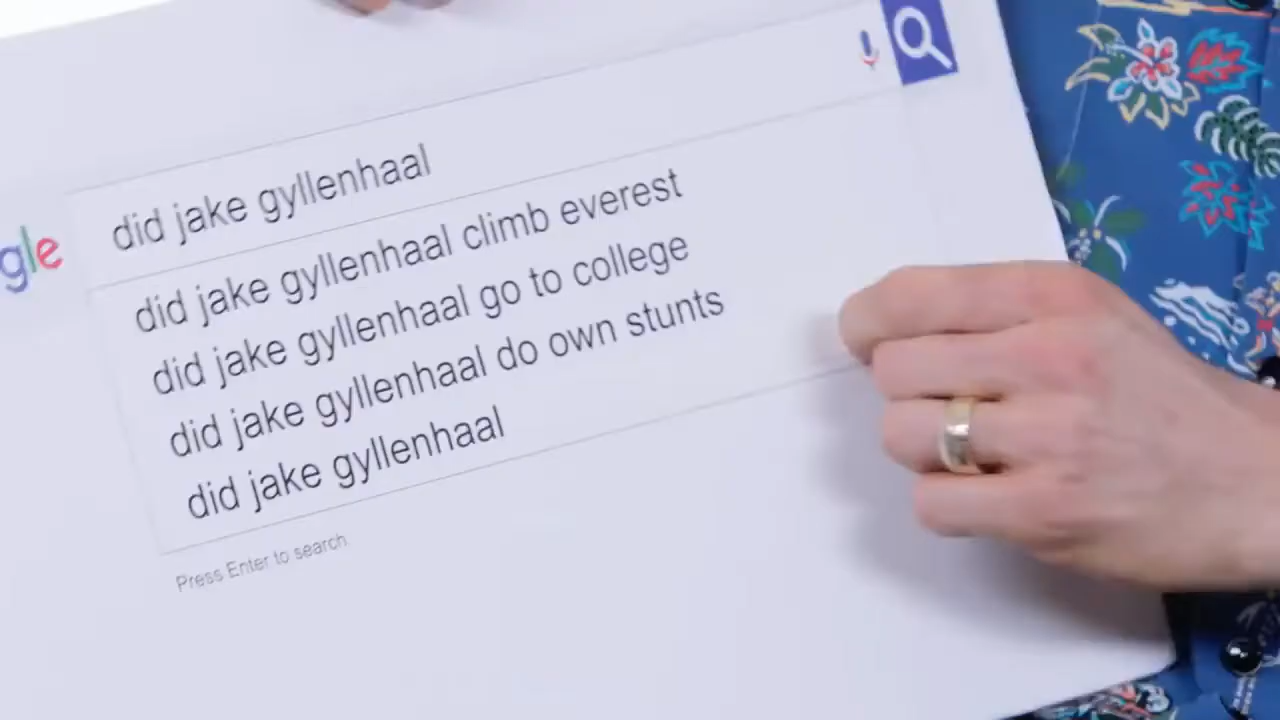 did jake gyllenhaal
gle
did jake gyllenhaal climb everest
did jake gyllenhaal go to college
did jake gyllenhaal do own stunts
did jake gyllenhaal
Press Enter to search